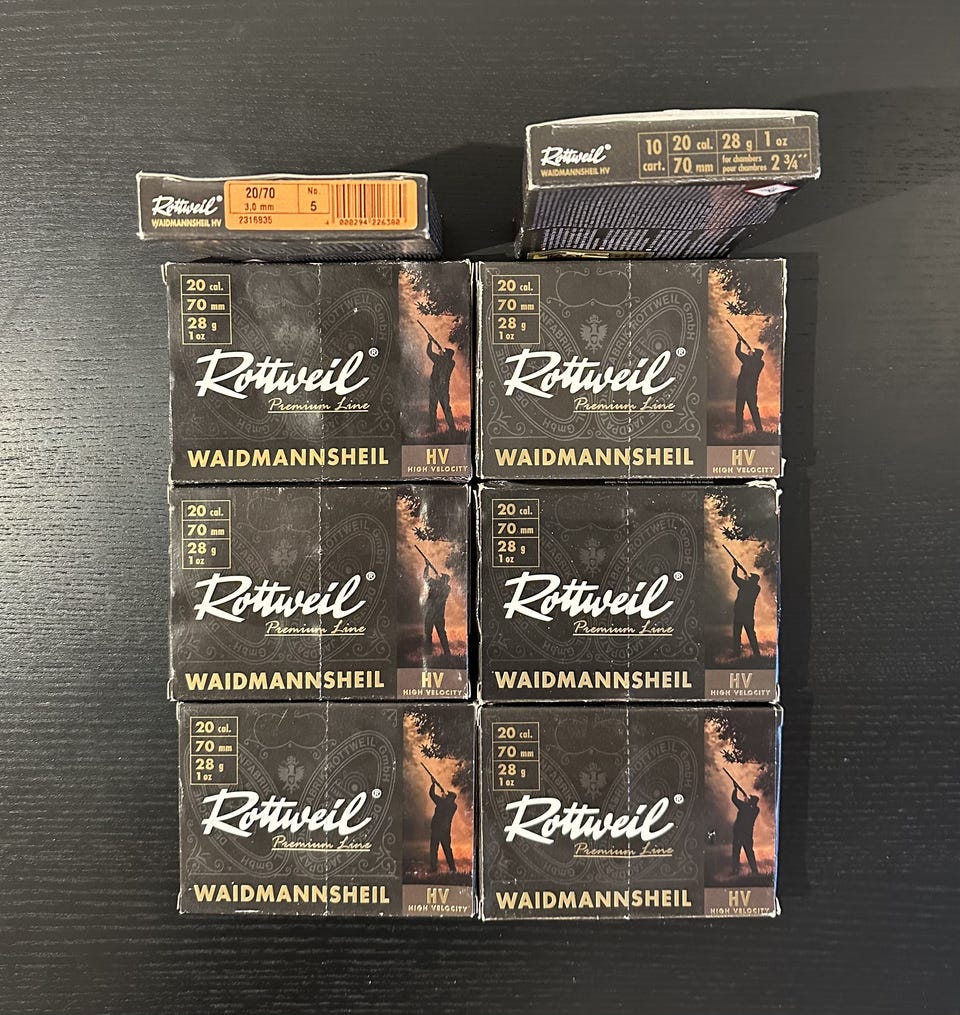 Rottweil®
WAIDMANNSHEIL HV
20/70
3,0 mm
No.
5
2316835
4 000294 226380
Rottweil®
WAIDMANNSHEIL HV
10 cart.
20 cal.
70 mm
28 g
1 oz
for chambers
pour chambres
2 3/4''
20 cal.
70 mm
28 g
1 oz
Rottweil®
Premium Line
WAIDMANNSHEIL
HV
HIGH VELOCITY
20 cal.
70 mm
28 g
1 oz
Rottweil®
Premium Line
WAIDMANNSHEIL
HV
HIGH VELOCITY
20 cal.
70 mm
28 g
1 oz
Rottweil®
Premium Line
WAIDMANNSHEIL
HV
HIGH VELOCITY
20 cal.
70 mm
28 g
1 oz
Rottweil®
Premium Line
WAIDMANNSHEIL
HV
HIGH VELOCITY
20 cal.
70 mm
28 g
1 oz
Rottweil®
Premium Line
WAIDMANNSHEIL
HV
HIGH VELOCITY
20 cal.
70 mm
28 g
1 oz
Rottweil®
Premium Line
WAIDMANNSHEIL
HV
HIGH VELOCITY